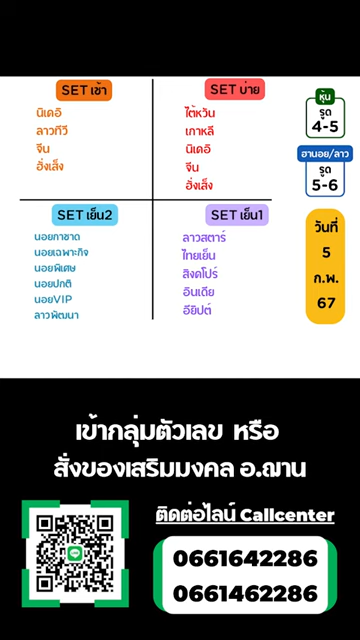 SET เช้า
นิเคอิ
ลาวทีวี
จีน
ฮั่งเส็ง
SET บ่าย
ไต้หวัน
เกาหลี
นิเคอิ
จีน
ฮั่งเส็ง
หุ้น
รูด
4-5
ฮานอย/ลาว
รูด
5-6
SET เย็น2
นอยกาชาด
นอยเฉพาะกิจ
นอยพิเศษ
นอยปกติ
นอยVIP
ลาวพัฒนา
SET เย็น1
ลาวสตาร์
ไทยเย็น
สิงคโปร์
อินเดีย
อียิปต์
วันที่
5
ก.พ.
67
เข้ากลุ่มตัวเลข หรือ
สั่งของเสริมมงคล อ.ฌาน
ติดต่อไลน์ Callcenter
0661642286
0661462286